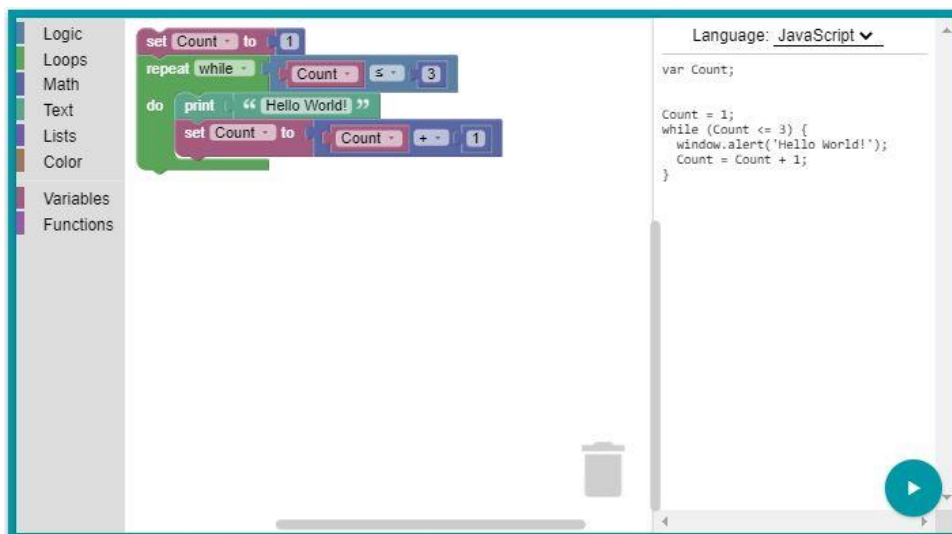 Logic
Loops
Math
Text
Lists
Color
Variables
Functions
set Count to 1
repeat while Count ≤ 3
do print “ Hello World! ”
set Count to Count + 1
Language: JavaScript
var Count;
Count = 1;
while (Count <= 3) {
  window.alert('Hello World!');
  Count = Count + 1;
}